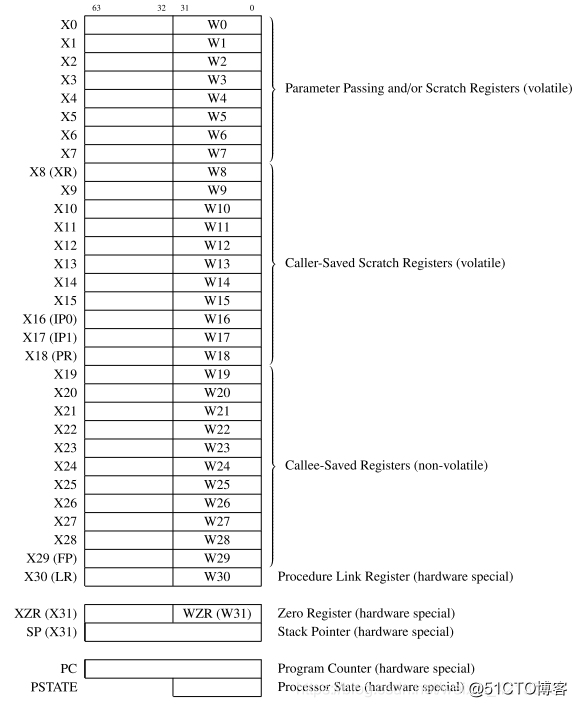 63 32 31 0
X0 W0
X1 W1
X2 W2
X3 W3
Parameter Passing and/or Scratch Registers (volatile)
X4 W4
X5 W5
X6 W6
X7 W7
X8 (XR) W8
X9 W9
X10 W10
X11 W11
X12 W12
X13 W13 Caller-Saved Scratch Registers (volatile)
X14 W14
X15 W15
X16 (IP0) W16
X17 (IP1) W17
X18 (PR) W18
X19 W19
X20 W20
X21 W21
X22 W22
X23 W23
X24 W24 Callee-Saved Registers (non-volatile)
X25 W25
X26 W26
X27 W27
X28 W28
X29 (FP) W29
X30 (LR) W30 Procedure Link Register (hardware special)
XZR (X31) WZR (W31) Zero Register (hardware special)
SP (X31) Stack Pointer (hardware special)
PC Program Counter (hardware special)
PSTATE Processor State (hardware special) @51CTO博客